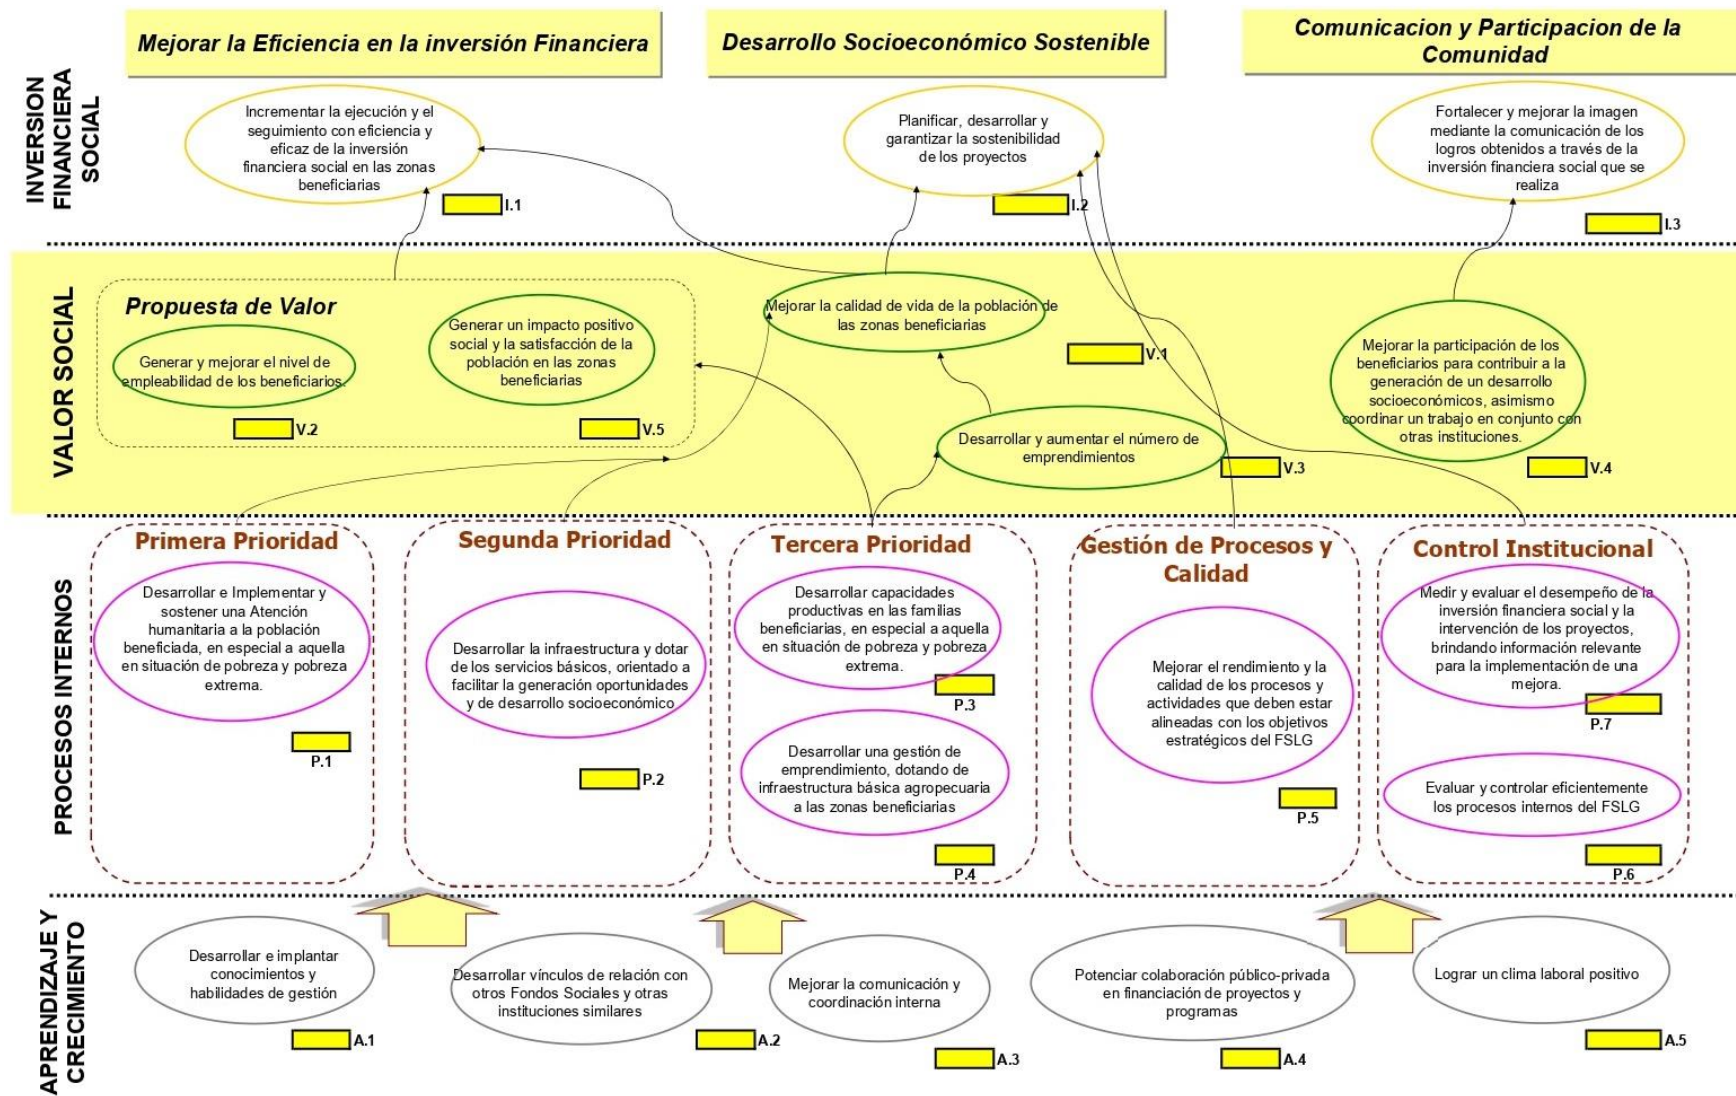 Mejorar la Eficiencia en la inversión Financiera
Desarrollo Socioeconómico Sostenible
Comunicacion y Participacion de la
Comunidad
INVERSION
FINANCIERA
SOCIAL
Incrementar la ejecución y el
seguimiento con eficiencia y
eficaz de la inversión
financiera social en las zonas
beneficiarias
I.1
Planificar, desarrollar y
garantizar la sostenibilidad
de los proyectos
I.2
Fortalecer y mejorar la imagen
mediante la comunicación de los
logros obtenidos a través de la
inversión financiera social que se
realiza
I.3
VALOR SOCIAL
Propuesta de Valor
Generar y mejorar el nivel de
empleabilidad de los beneficiarios.
V.2
Generar un impacto positivo
social y la satisfacción de la
población en las zonas
beneficiarias
V.5
Mejorar la calidad de vida de la población de
las zonas beneficiarias
V.1
Desarrollar y aumentar el número de
emprendimientos
V.3
Mejorar la participación de los
beneficiarios para contribuir a la
generación de un desarrollo
socioeconómicos, asimismo
coordinar un trabajo en conjunto con
otras instituciones.
V.4
PROCESOS INTERNOS
Primera Prioridad
Desarrollar e Implementar y
sostener una Atención
humanitaria a la población
beneficiada, en especial a aquella
en situación de pobreza y pobreza
extrema.
P.1
Segunda Prioridad
Desarrollar la infraestructura y dotar
de los servicios básicos, orientado a
facilitar la generación oportunidades
y de desarrollo socioeconómico
P.2
Tercera Prioridad
Desarrollar capacidades
productivas en las familias
beneficiarias, en especial a aquella
en situación de pobreza y pobreza
extrema.
P.3
Desarrollar una gestión de
emprendimiento, dotando de
infraestructura básica agropecuaria
a las zonas beneficiarias
P.4
Gestión de Procesos y
Calidad
Mejorar el rendimiento y la
calidad de los procesos y
actividades que deben estar
alineadas con los objetivos
estratégicos del FSLG
P.5
Control Institucional
Medir y evaluar el desempeño de la
inversión financiera social y la
intervención de los proyectos,
brindando información relevante
para la implementación de una
mejora.
P.7
Evaluar y controlar eficientemente
los procesos internos del FSLG
P.6
APRENDIZAJE Y
CRECIMIENTO
Desarrollar e implantar
conocimientos y
habilidades de gestión
A.1
Desarrollar vínculos de relación con
otros Fondos Sociales y otras
instituciones similares
A.2
Mejorar la comunicación y
coordinación interna
A.3
Potenciar colaboración público-privada
en financiación de proyectos y
programas
A.4
Lograr un clima laboral positivo
A.5